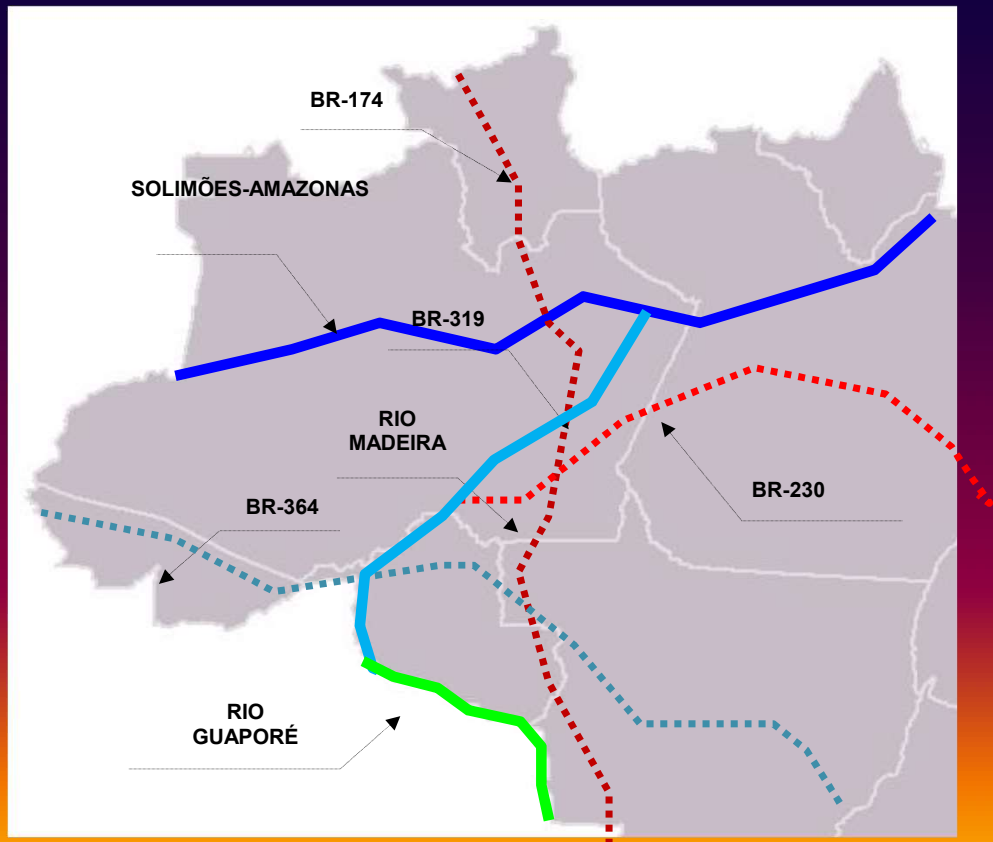 BR-174
SOLIMÕES-AMAZONAS
BR-319
RIO
MADEIRA
BR-230
BR-364
RIO
GUAPORÉ